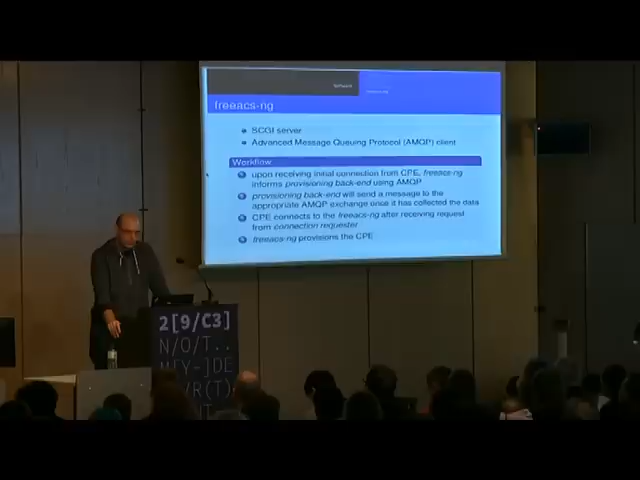 Software
freeacs-ng
SCGI server
Advanced Message Queuing Protocol (AMQP) client
Workflow
upon receiving initial connection from CPE, freeacs-ng
informs provisioning back-end using AMQP
provisioning back-end will send a message to the
appropriate AMQP exchange once it has collected the data
CPE connects to the freeacs-ng after receiving request
from connection requester
freeacs-ng provisions the CPE
2[9/C3]
N/O/T..